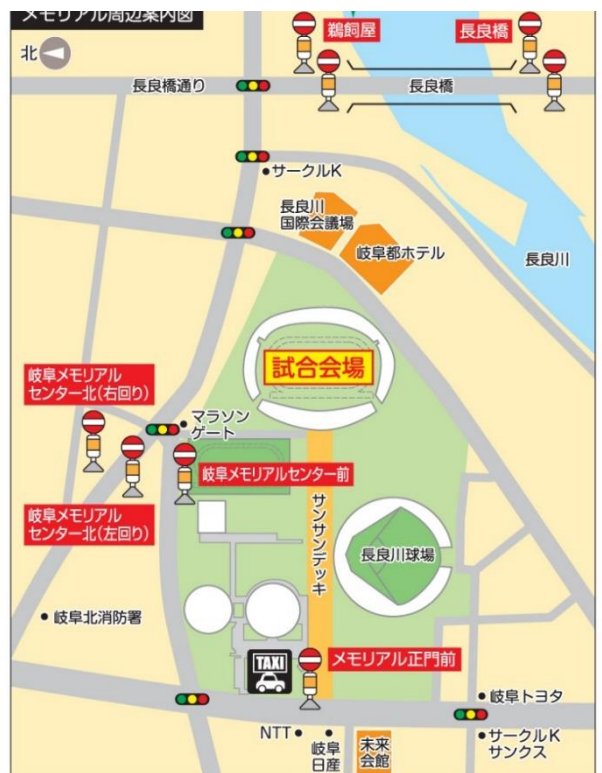 メモリアル周辺案内図
北
鵜飼屋
長良橋
長良橋通り
長良橋
サークルK
長良川
国際会議場
岐阜都ホテル
長良川
試合会場
岐阜メモリアル
センター北(右回り)
マラソン
ゲート
岐阜メモリアルセンター前
岐阜メモリアル
センター北(左回り)
サンサンデッキ
長良川球場
岐阜北消防署
TAXI
メモリアル正門前
岐阜トヨタ
NTT
岐阜
日産
未来
会館
サークルK
サンクス